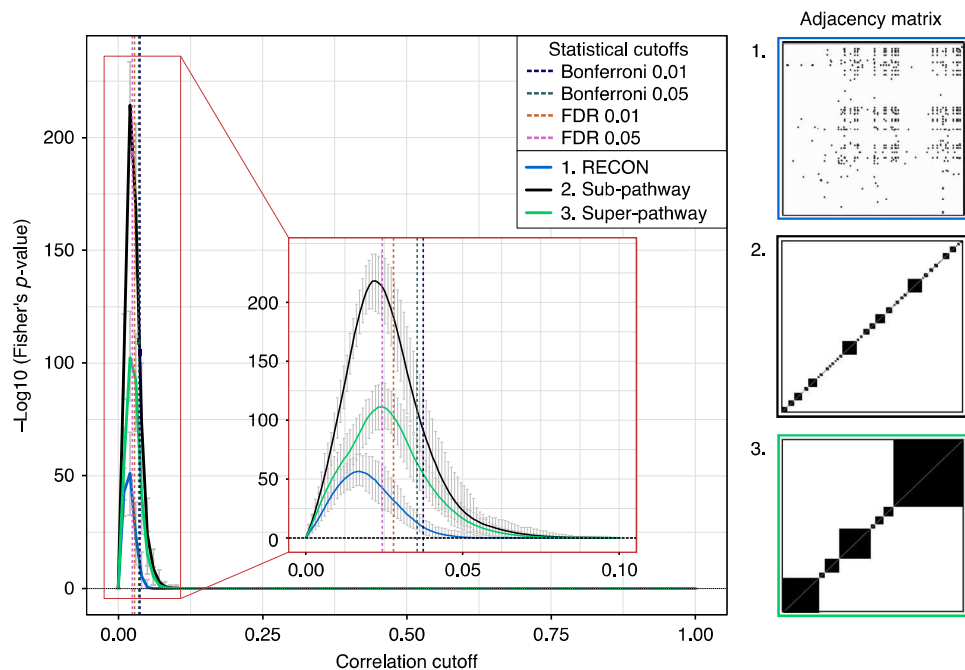 Adjacency matrix
Statistical cutoffs
Bonferroni 0.01
Bonferroni 0.05
FDR 0.01
FDR 0.05
1. RECON
2. Sub-pathway
3. Super-pathway
–Log10 (Fisher's p-value)
200
150
100
50
0
0.00
0.25
0.50
0.75
1.00
Correlation cutoff
200
150
100
50
0
0.00
0.05
0.10
1.
2.
3.